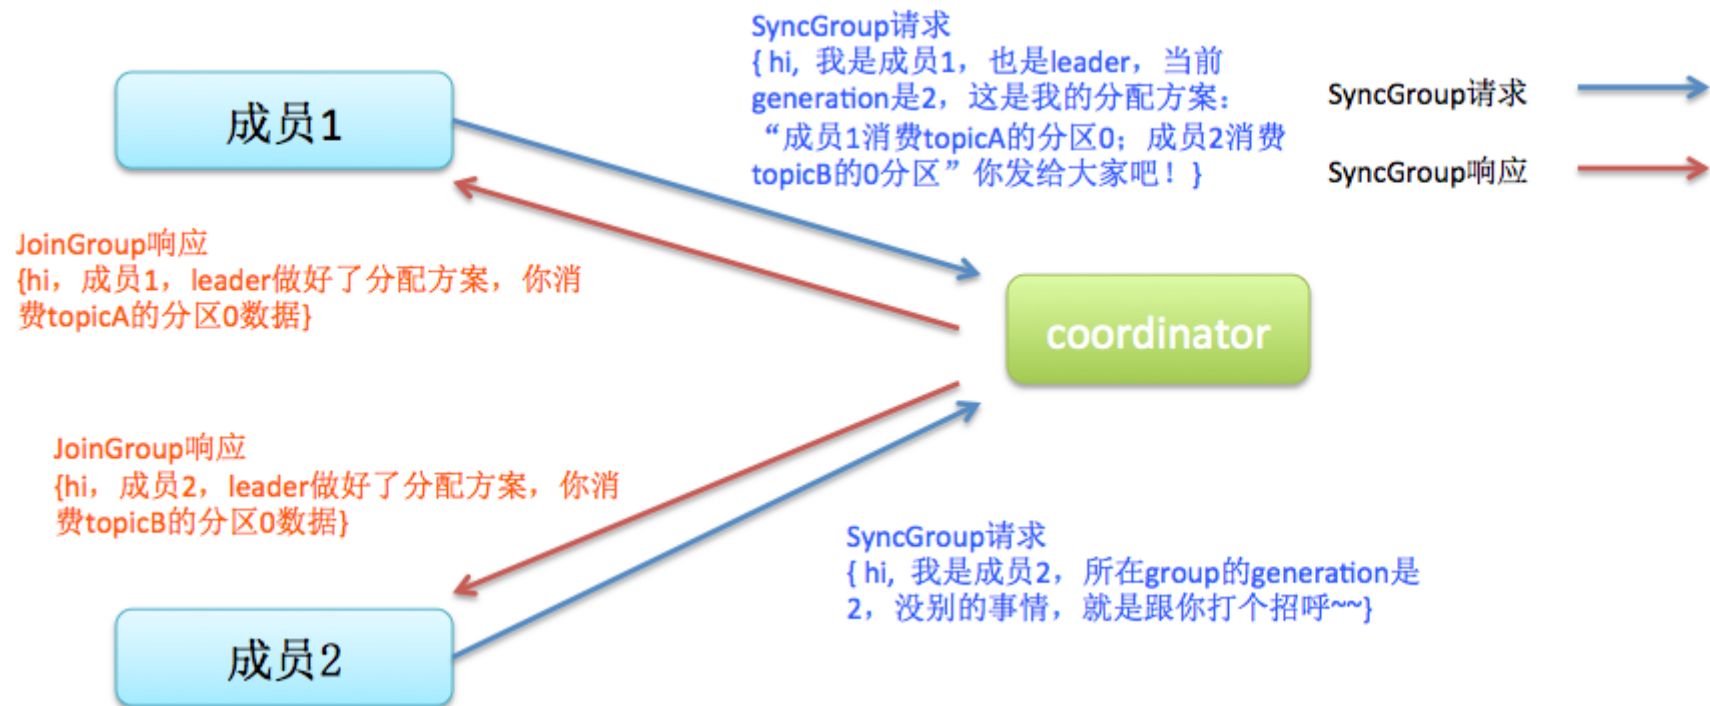 SyncGroup请求
{ hi, 我是成员1，也是leader，当前
generation是2，这是我的分配方案：
“成员1消费topicA的分区0；成员2消费
topicB的0分区”你发给大家吧！}
SyncGroup请求
SyncGroup响应
成员1
JoinGroup响应
{hi，成员1，leader做好了分配方案，你消
费topicA的分区0数据}
coordinator
JoinGroup响应
{hi，成员2，leader做好了分配方案，你消
费topicB的分区0数据}
SyncGroup请求
{ hi, 我是成员2，所在group的generation是
2，没别的事情，就是跟你打个招呼~~}
成员2